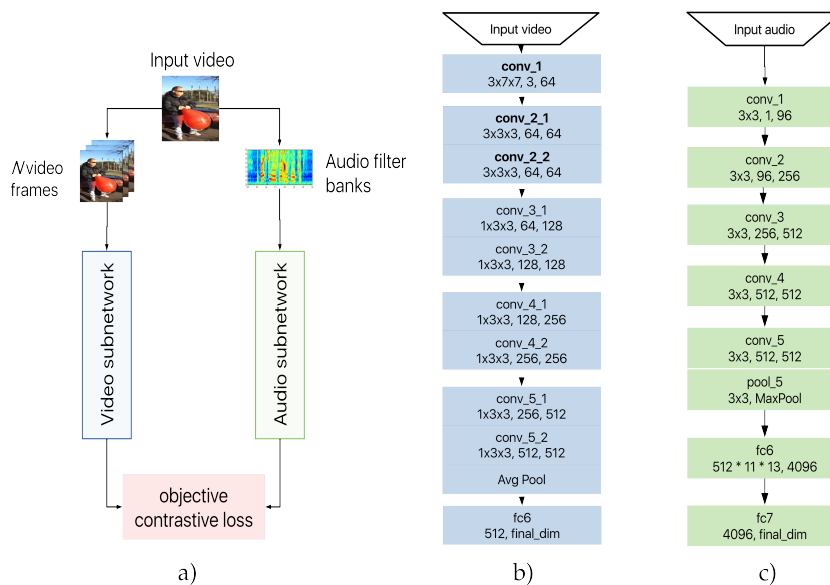 Input video
N video
frames
Audio filter
banks
Video subnetwork
Audio subnetwork
objective
contrastive loss
a)
Input video
conv_1
3x7x7, 3, 64
conv_2_1
3x3x3, 64, 64
conv_2_2
3x3x3, 64, 64
conv_3_1
1x3x3, 64, 128
conv_3_2
1x3x3, 128, 128
conv_4_1
1x3x3, 128, 256
conv_4_2
1x3x3, 256, 256
conv_5_1
1x3x3, 256, 512
conv_5_2
1x3x3, 512, 512
Avg Pool
fc6
512, final_dim
b)
Input audio
conv_1
3x3, 1, 96
conv_2
3x3, 96, 256
conv_3
3x3, 256, 512
conv_4
3x3, 512, 512
conv_5
3x3, 512, 512
pool_5
3x3, MaxPool
fc6
512 * 11 * 13, 4096
fc7
4096, final_dim
c)